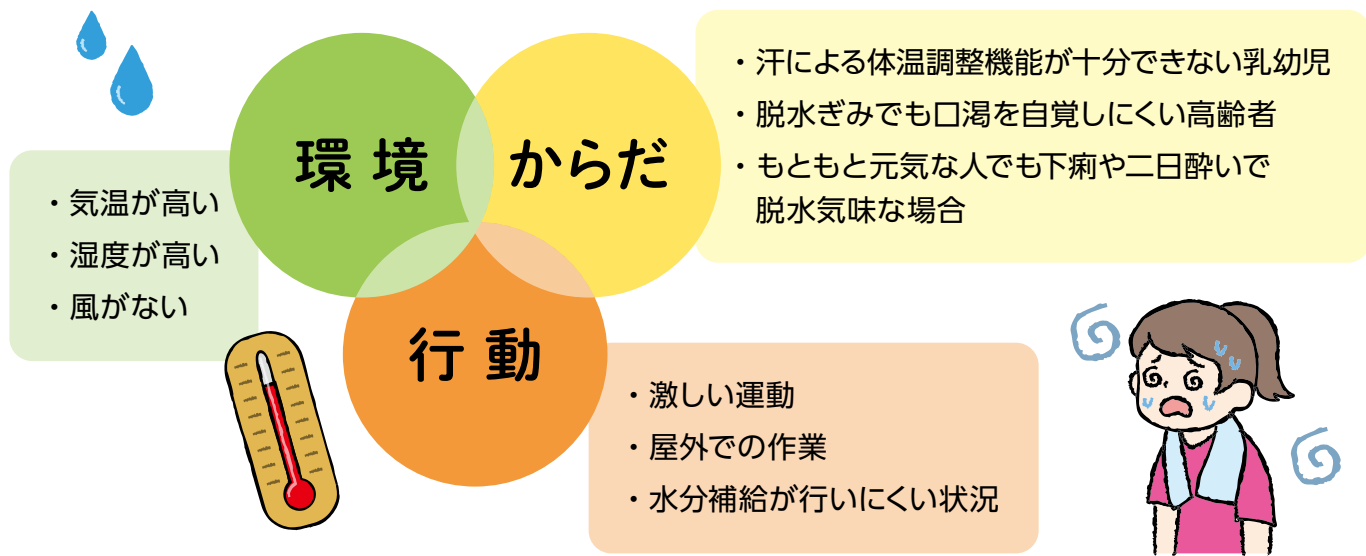 環境
からだ
行動
・気温が高い
・湿度が高い
・風がない
・汗による体温調整機能が十分できない乳幼児
・脱水ぎみでも口渇を自覚しにくい高齢者
・もともと元気な人でも下痢や二日酔いで
脱水気味な場合
・激しい運動
・屋外での作業
・水分補給が行いにくい状況